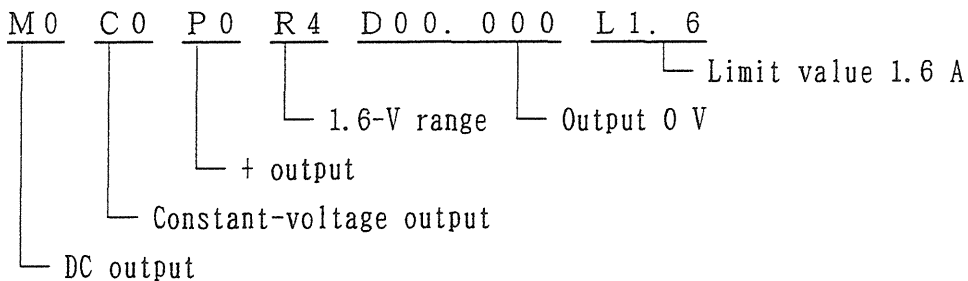 M0 C0 P0 R4 D00.000 L1.6
Limit value 1.6 A
1.6-V range
Output 0 V
+ output
Constant-voltage output
DC output